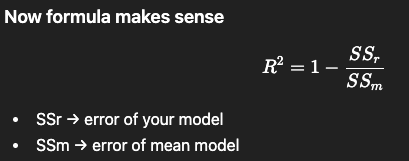 Now formula makes sense
R² = 1 − SSᵣ/SSₘ
• SSr → error of your model
• SSm → error of mean model